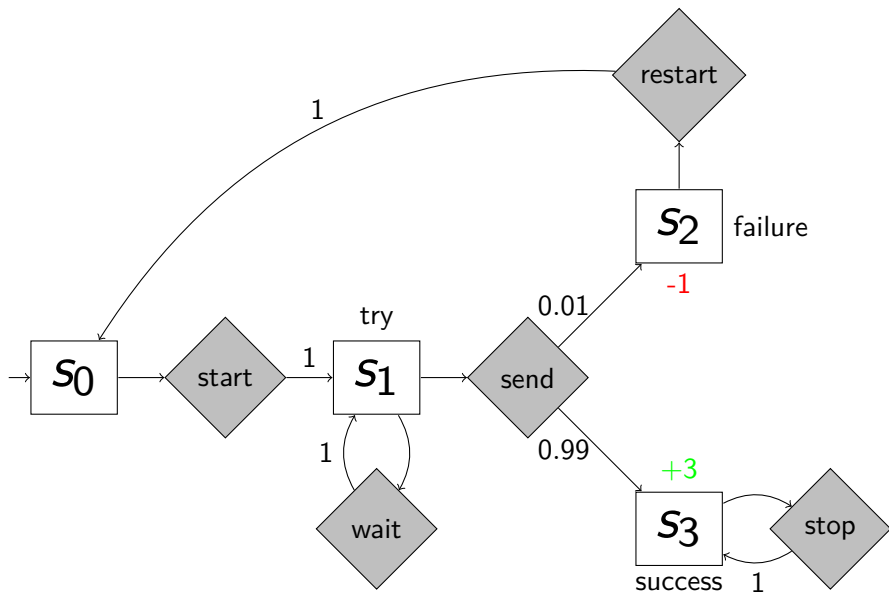 restart
1
s2
failure
-1
0.01
try
s0
start
1
s1
send
0.99
1
+3
wait
s3
stop
success
1